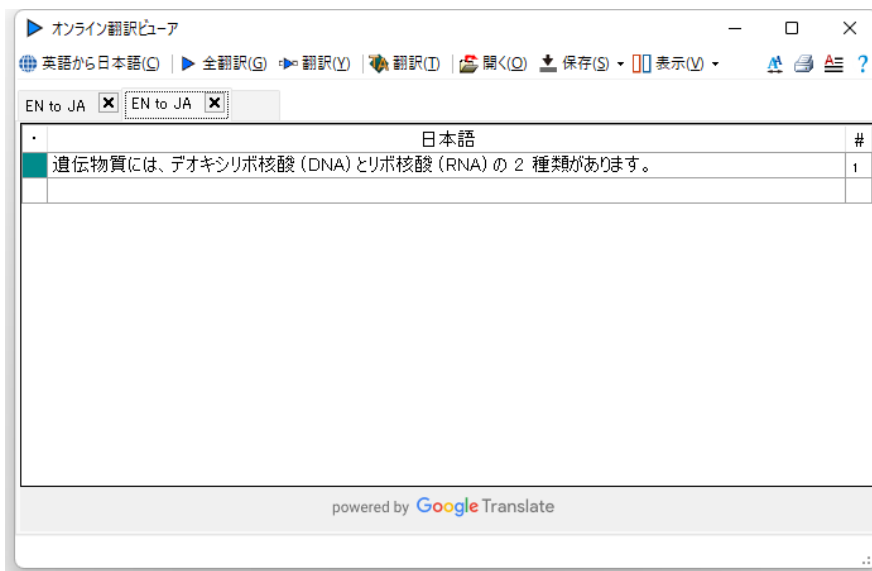 オンライン翻訳ビューア
英語から日本語(C) 全翻訳(G) 翻訳(Y) 翻訳(T) 開く(O) 保存(S) 表示(V) A A ?
EN to JA EN to JA
・ 日本語 #
遺伝物質には、デオキシリボ核酸 (DNA) とリボ核酸 (RNA) の 2 種類があります。 1
powered by Google Translate